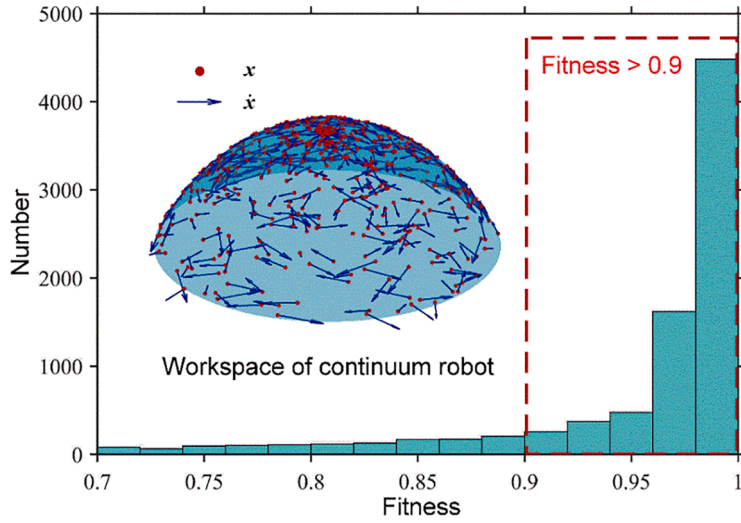 5000
4000
3000
2000
1000
0
Number
x
ẋ
Fitness > 0.9
Workspace of continuum robot
0.7 0.75 0.8 0.85 0.9 0.95 1
Fitness